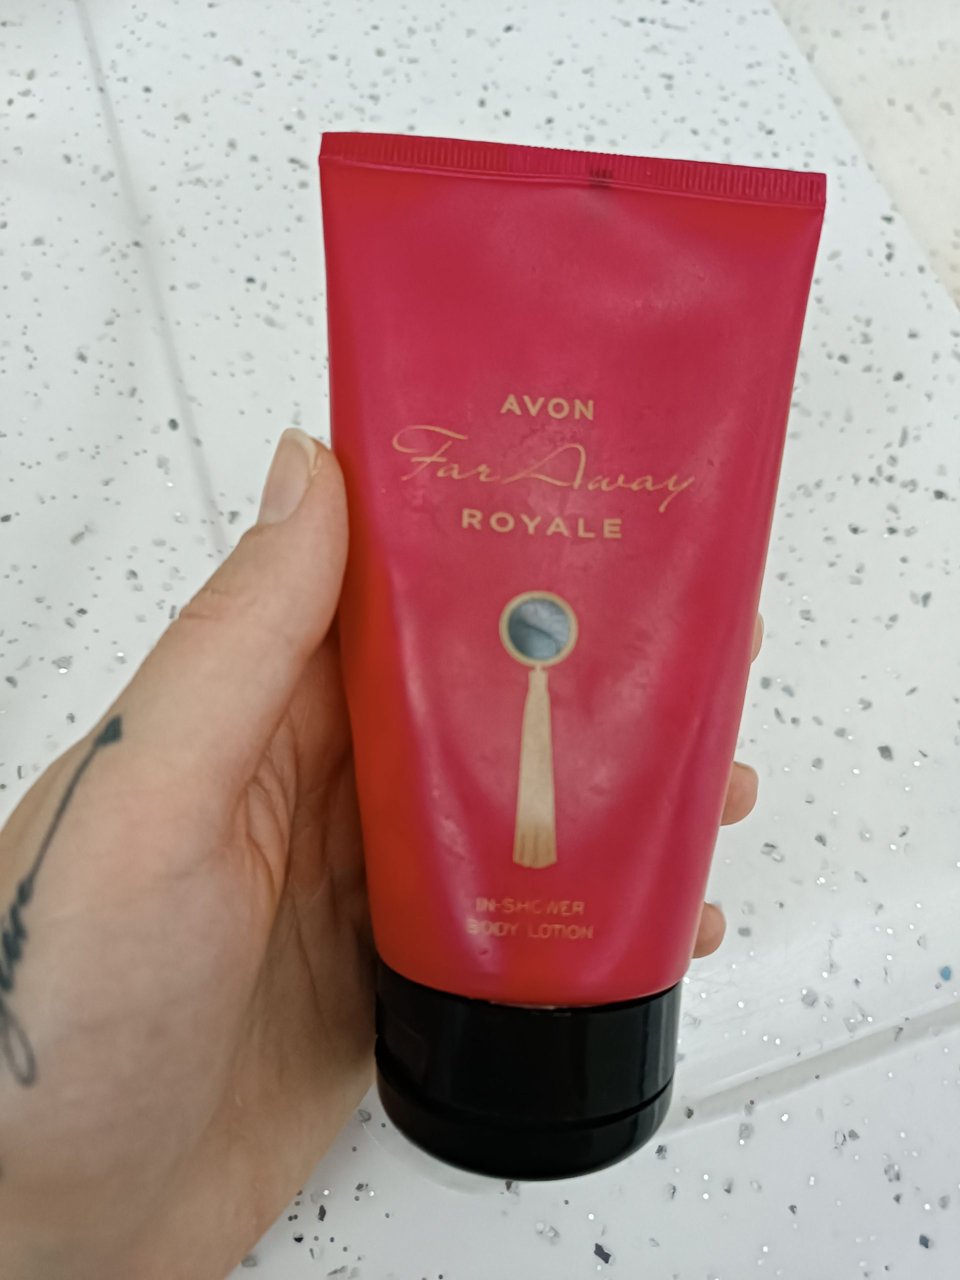 AVON
Far Away
ROYALE
IN-SHOWER
BODY LOTION